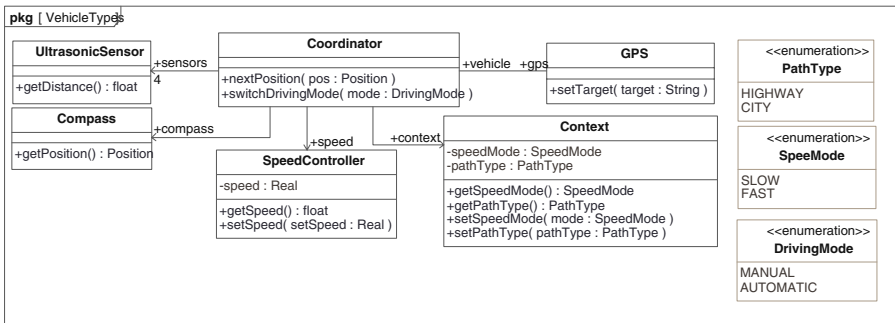 pkg [ VehicleTypes]
UltrasonicSensor
+getDistance() : float
+sensors
4
Coordinator
+nextPosition( pos : Position )
+switchDrivingMode( mode : DrivingMode )
+vehicle +gps
GPS
+setTarget( target : String )
<<enumeration>>
PathType
HIGHWAY
CITY
Compass
+getPosition() : Position
+compass
+speed
+context
SpeedController
-speed : Real
+getSpeed() : float
+setSpeed( setSpeed : Real )
Context
-speedMode : SpeedMode
-pathType : PathType
+getSpeedMode() : SpeedMode
+getPathType() : PathType
+setSpeedMode( mode : SpeedMode )
+setPathType( pathType : PathType )
<<enumeration>>
SpeeMode
SLOW
FAST
<<enumeration>>
DrivingMode
MANUAL
AUTOMATIC